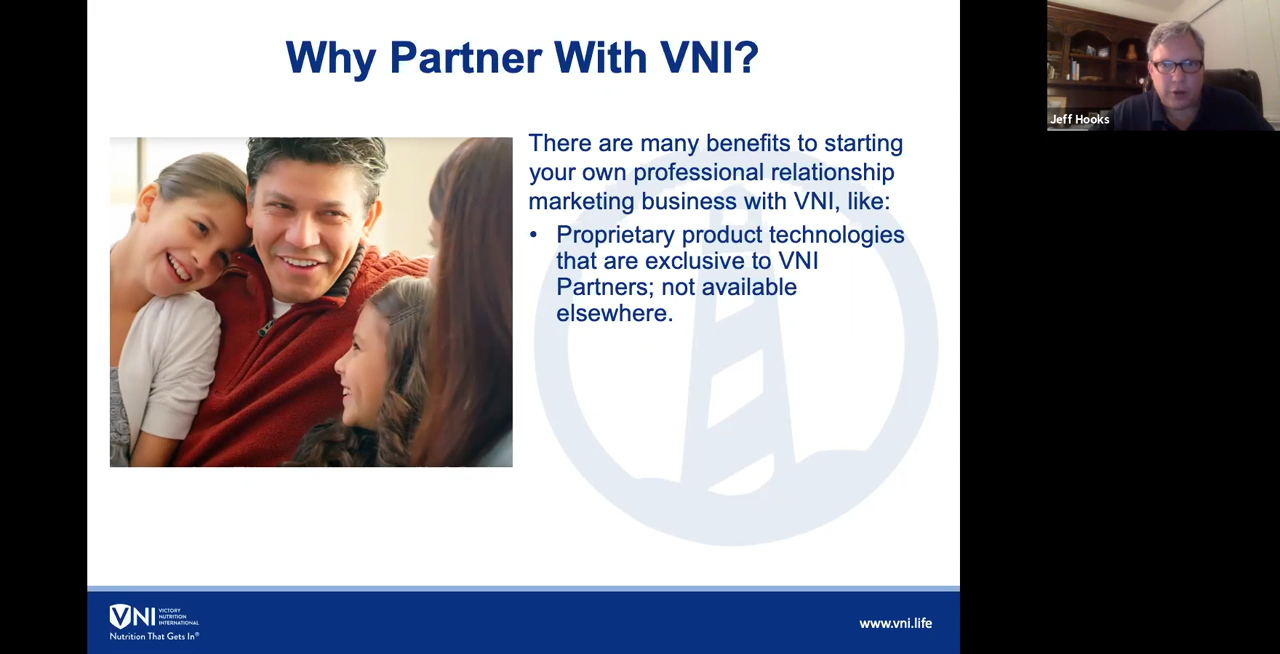 Why Partner With VNI?
There are many benefits to starting
your own professional relationship
marketing business with VNI, like:
• Proprietary product technologies
that are exclusive to VNI
Partners; not available
elsewhere.
Jeff Hooks
VNI
VICTORY
NUTRITION
INTERNATIONAL
Nutrition That Gets In®
www.vni.life